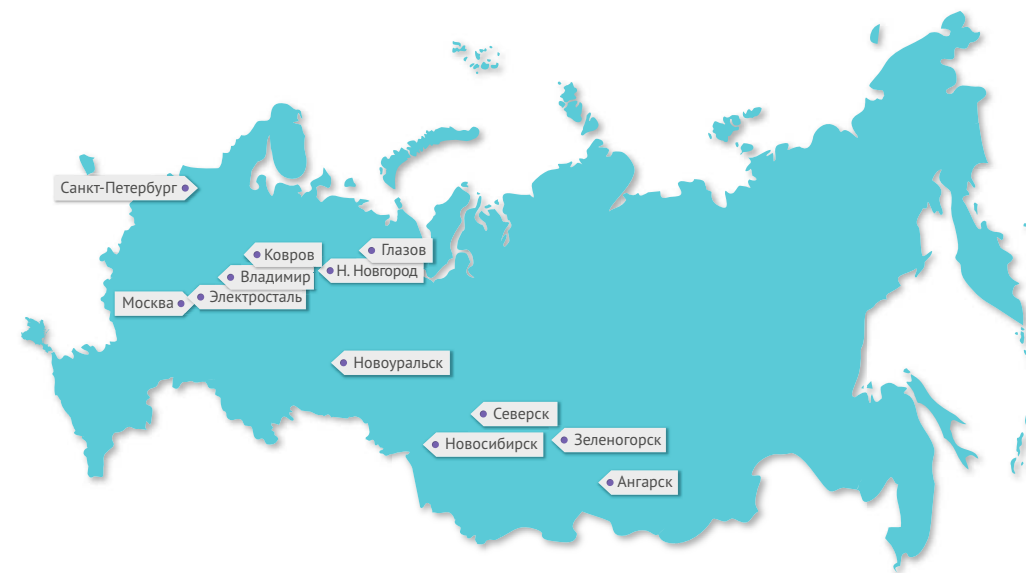 Санкт-Петербург
Глазов
Ковров
Н. Новгород
Владимир
Электросталь
Москва
Новоуральск
Северск
Зеленогорск
Новосибирск
Ангарск